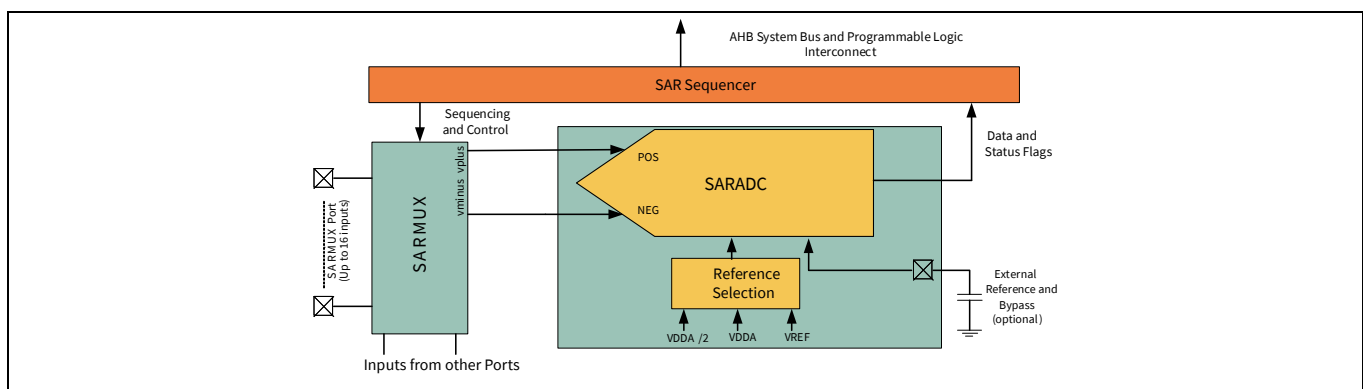 AHB System Bus and Programmable Logic
Interconnect
SAR Sequencer
Sequencing
and Control
Data and
Status Flags
vminus vplus
POS
SARADC
NEG
SARMUX
SARMUX Port
(Up to 16 inputs)
Reference
Selection
External
Reference and
Bypass
(optional)
VDDA /2
VDDA
VREF
Inputs from other Ports